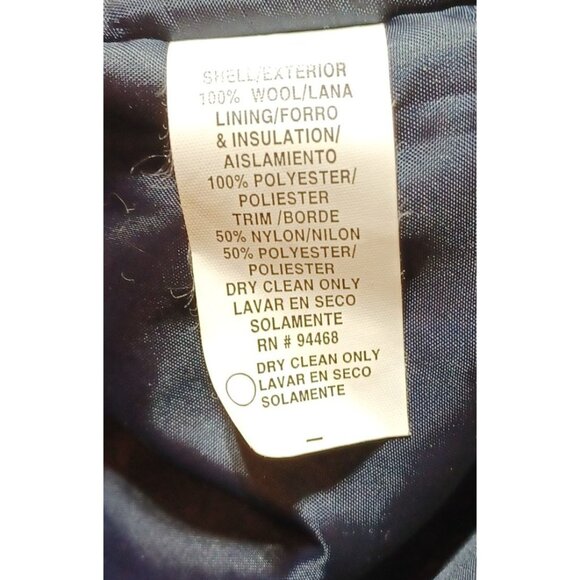 SHELL/EXTERIOR
100% WOOL/LANA
LINING/FORRO
& INSULATION/
AISLAMIENTO
100% POLYESTER/
POLIESTER
TRIM /BORDE
50% NYLON/NILON
50% POLYESTER/
POLIESTER
DRY CLEAN ONLY
LAVAR EN SECO
SOLAMENTE
RN # 94468
DRY CLEAN ONLY
LAVAR EN SECO
SOLAMENTE